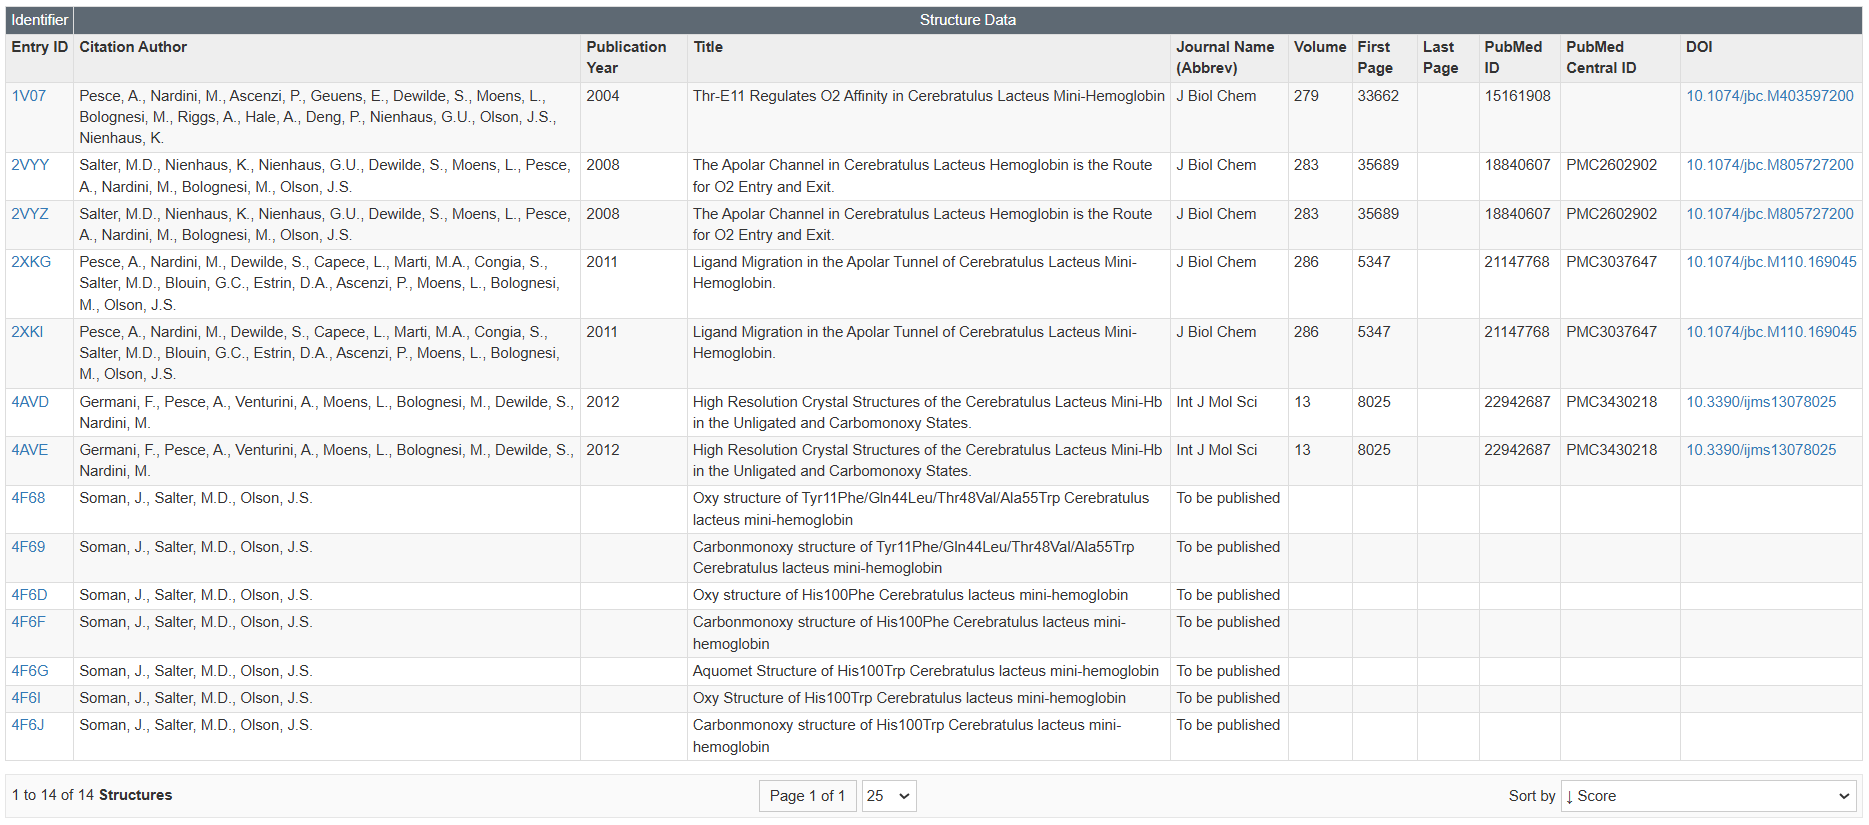 Identifier Structure Data
Entry ID Citation Author Publication Year Title Journal Name (Abbrev) Volume First Page Last Page PubMed ID PubMed Central ID DOI
1V07 Pesce, A., Nardini, M., Ascenzi, P., Geuens, E., Dewilde, S., Moens, L., Bolognesi, M., Riggs, A., Hale, A., Deng, P., Nienhaus, G.U., Olson, J.S., Nienhaus, K. 2004 Thr-E11 Regulates O2 Affinity in Cerebratulus Lacteus Mini-Hemoglobin J Biol Chem 279 33662 15161908 10.1074/jbc.M403597200
2VYY Salter, M.D., Nienhaus, K., Nienhaus, G.U., Dewilde, S., Moens, L., Pesce, A., Nardini, M., Bolognesi, M., Olson, J.S. 2008 The Apolar Channel in Cerebratulus Lacteus Hemoglobin is the Route for O2 Entry and Exit. J Biol Chem 283 35689 18840607 PMC2602902 10.1074/jbc.M805727200
2VYZ Salter, M.D., Nienhaus, K., Nienhaus, G.U., Dewilde, S., Moens, L., Pesce, A., Nardini, M., Bolognesi, M., Olson, J.S. 2008 The Apolar Channel in Cerebratulus Lacteus Hemoglobin is the Route for O2 Entry and Exit. J Biol Chem 283 35689 18840607 PMC2602902 10.1074/jbc.M805727200
2XKG Pesce, A., Nardini, M., Dewilde, S., Capece, L., Marti, M.A., Congia, S., Salter, M.D., Blouin, G.C., Estrin, D.A., Ascenzi, P., Moens, L., Bolognesi, M., Olson, J.S. 2011 Ligand Migration in the Apolar Tunnel of Cerebratulus Lacteus Mini-Hemoglobin. J Biol Chem 286 5347 21147768 PMC3037647 10.1074/jbc.M110.169045
2XKI Pesce, A., Nardini, M., Dewilde, S., Capece, L., Marti, M.A., Congia, S., Salter, M.D., Blouin, G.C., Estrin, D.A., Ascenzi, P., Moens, L., Bolognesi, M., Olson, J.S. 2011 Ligand Migration in the Apolar Tunnel of Cerebratulus Lacteus Mini-Hemoglobin. J Biol Chem 286 5347 21147768 PMC3037647 10.1074/jbc.M110.169045
4AVD Germani, F., Pesce, A., Venturini, A., Moens, L., Bolognesi, M., Dewilde, S., Nardini, M. 2012 High Resolution Crystal Structures of the Cerebratulus Lacteus Mini-Hb in the Unligated and Carbomonoxy States. Int J Mol Sci 13 8025 22942687 PMC3430218 10.3390/ijms13078025
4AVE Germani, F., Pesce, A., Venturini, A., Moens, L., Bolognesi, M., Dewilde, S., Nardini, M. 2012 High Resolution Crystal Structures of the Cerebratulus Lacteus Mini-Hb in the Unligated and Carbomonoxy States. Int J Mol Sci 13 8025 22942687 PMC3430218 10.3390/ijms13078025
4F68 Soman, J., Salter, M.D., Olson, J.S. Oxy structure of Tyr11Phe/Gln44Leu/Thr48Val/Ala55Trp Cerebratulus lacteus mini-hemoglobin To be published
4F69 Soman, J., Salter, M.D., Olson, J.S. Carbonmonoxy structure of Tyr11Phe/Gln44Leu/Thr48Val/Ala55Trp Cerebratulus lacteus mini-hemoglobin To be published
4F6D Soman, J., Salter, M.D., Olson, J.S. Oxy structure of His100Phe Cerebratulus lacteus mini-hemoglobin To be published
4F6F Soman, J., Salter, M.D., Olson, J.S. Carbonmonoxy structure of His100Phe Cerebratulus lacteus mini-hemoglobin To be published
4F6G Soman, J., Salter, M.D., Olson, J.S. Aquomet Structure of His100Trp Cerebratulus lacteus mini-hemoglobin To be published
4F6I Soman, J., Salter, M.D., Olson, J.S. Oxy Structure of His100Trp Cerebratulus lacteus mini-hemoglobin To be published
4F6J Soman, J., Salter, M.D., Olson, J.S. Carbonmonoxy structure of His100Trp Cerebratulus lacteus mini-hemoglobin To be published
1 to 14 of 14 Structures Page 1 of 1 25 Sort by ↓ Score